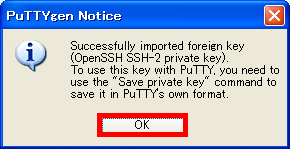 PuTTYgen Notice
Successfully imported foreign key
(OpenSSH SSH-2 private key).
To use this key with PuTTY, you need to
use the "Save private key" command to
save it in PuTTY's own format.
OK